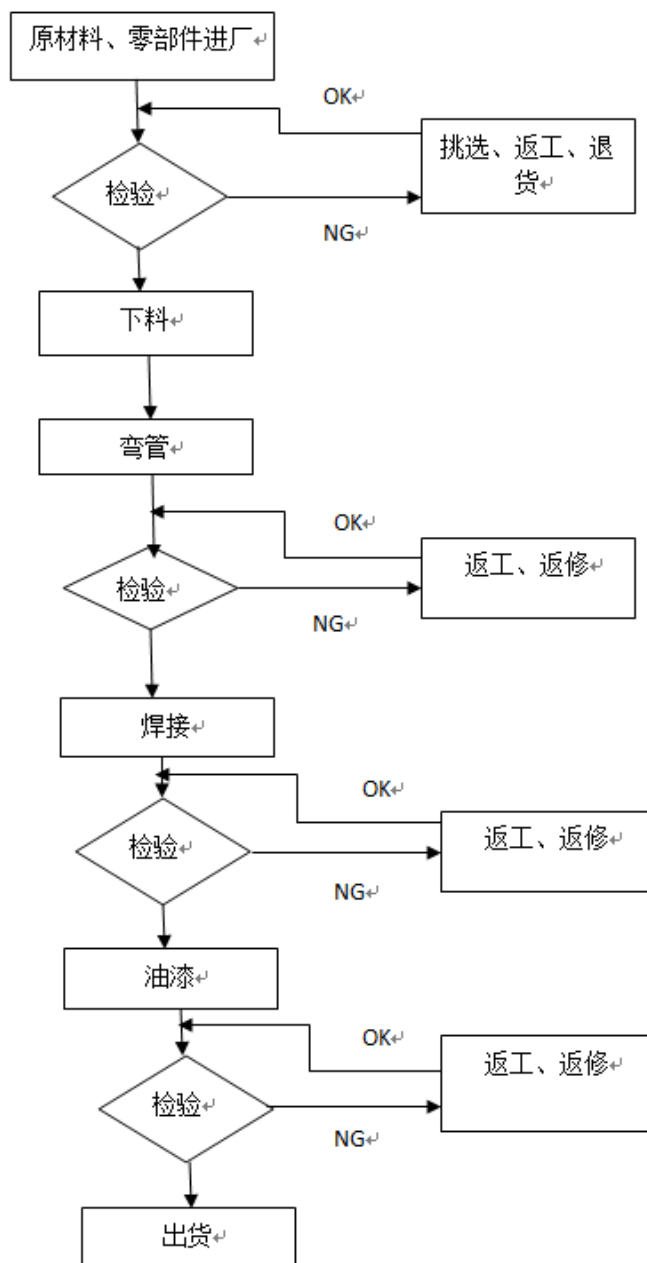 原材料、零部件进厂
OK
挑选、返工、退
货
检验
NG
下料
弯管
OK
返工、返修
检验
NG
焊接
OK
返工、返修
检验
NG
油漆
OK
返工、返修
检验
NG
出货